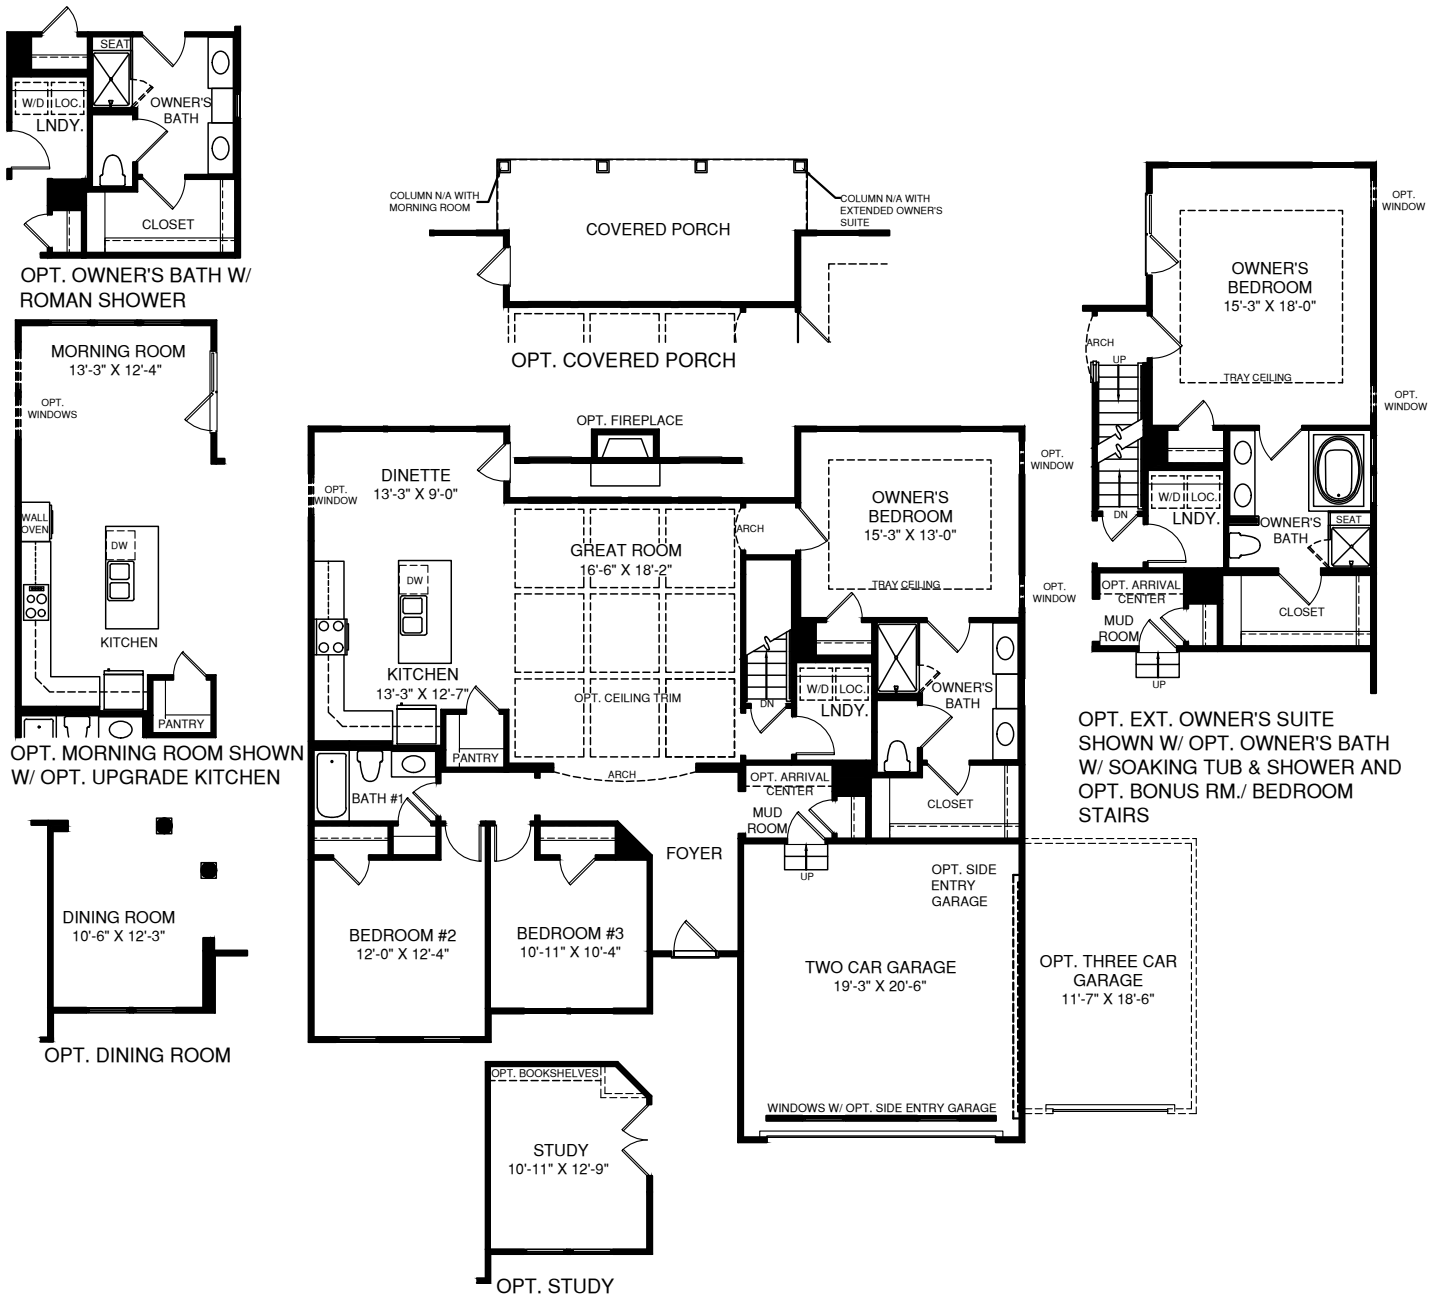 SEAT
W/D LOC.
LNDY.
OWNER'S
BATH
CLOSET
OPT. OWNER'S BATH W/
ROMAN SHOWER
MORNING ROOM
13'-3" X 12'-4"
OPT.
WINDOWS
WALL
OVEN
DW
KITCHEN
PANTRY
OPT. MORNING ROOM SHOWN
W/ OPT. UPGRADE KITCHEN
DINING ROOM
10'-6" X 12'-3"
OPT. DINING ROOM
COLUMN N/A WITH
MORNING ROOM
COVERED PORCH
COLUMN N/A WITH
EXTENDED OWNER'S
SUITE
OPT. COVERED PORCH
OPT. FIREPLACE
DINETTE
13'-3" X 9'-0"
OPT.
WINDOW
DW
KITCHEN
13'-3" X 12'-7"
PANTRY
GREAT ROOM
16'-6" X 18'-2"
OPT. CEILING TRIM
ARCH
ARCH
OWNER'S
BEDROOM
15'-3" X 13'-0"
TRAY CEILING
OPT.
WINDOW
OPT.
WINDOW
DN
W/D LOC.
LNDY.
OWNER'S
BATH
CLOSET
OPT. ARRIVAL
CENTER
MUD
ROOM
UP
BATH #1
FOYER
BEDROOM #2
12'-0" X 12'-4"
BEDROOM #3
10'-11" X 10'-4"
OPT. SIDE
ENTRY
GARAGE
TWO CAR GARAGE
19'-3" X 20'-6"
WINDOWS W/ OPT. SIDE ENTRY GARAGE
OPT. THREE CAR
GARAGE
11'-7" X 18'-6"
OPT. BOOKSHELVES
STUDY
10'-11" X 12'-9"
OPT. STUDY
OWNER'S
BEDROOM
15'-3" X 18'-0"
TRAY CEILING
OPT.
WINDOW
OPT.
WINDOW
ARCH
UP
DN
W/D LOC.
LNDY.
OWNER'S
BATH
SEAT
CLOSET
OPT. ARRIVAL
CENTER
MUD
ROOM
UP
OPT. EXT. OWNER'S SUITE
SHOWN W/ OPT. OWNER'S BATH
W/ SOAKING TUB & SHOWER AND
OPT. BONUS RM./ BEDROOM
STAIRS